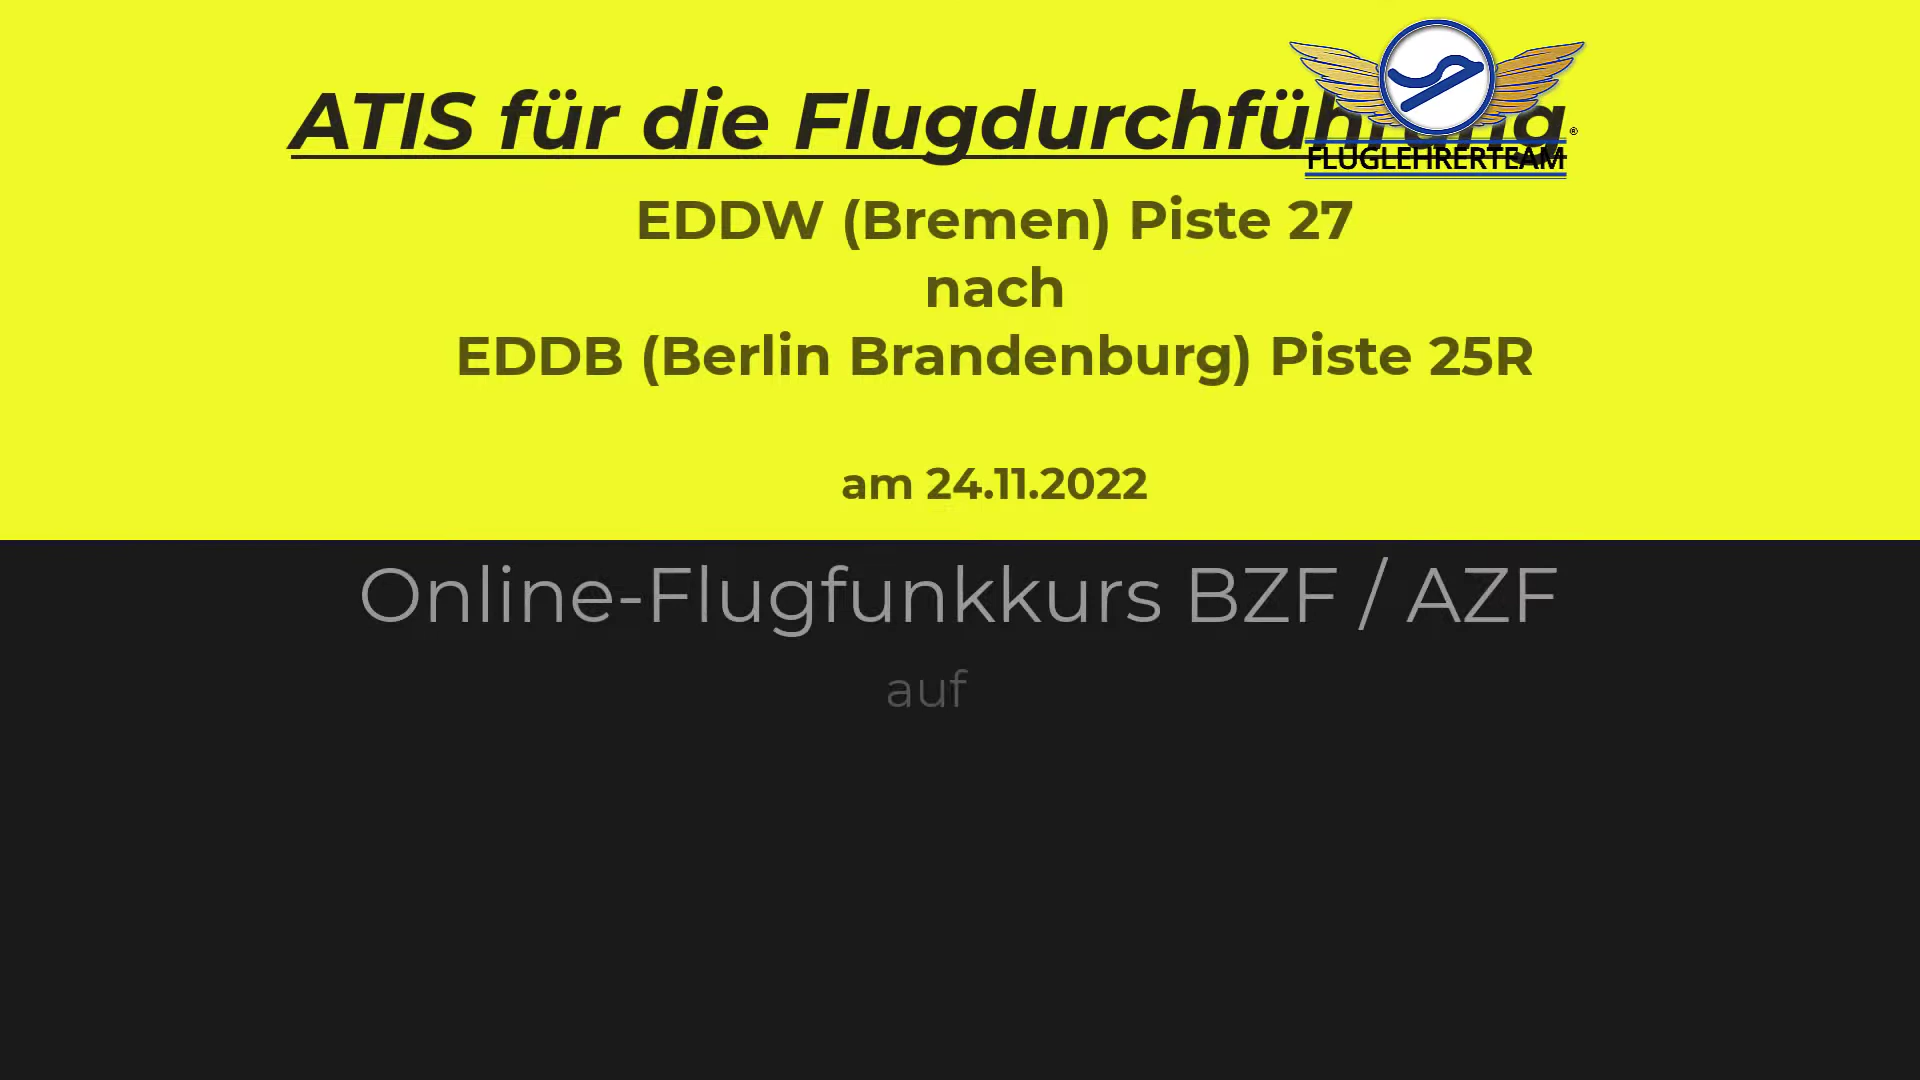 ATIS für die Flugdurchführung
FLUGLEHRERTEAM
EDDW (Bremen) Piste 27
nach
EDDB (Berlin Brandenburg) Piste 25R
am 24.11.2022
Online-Flugfunkkurs BZF / AZF
auf